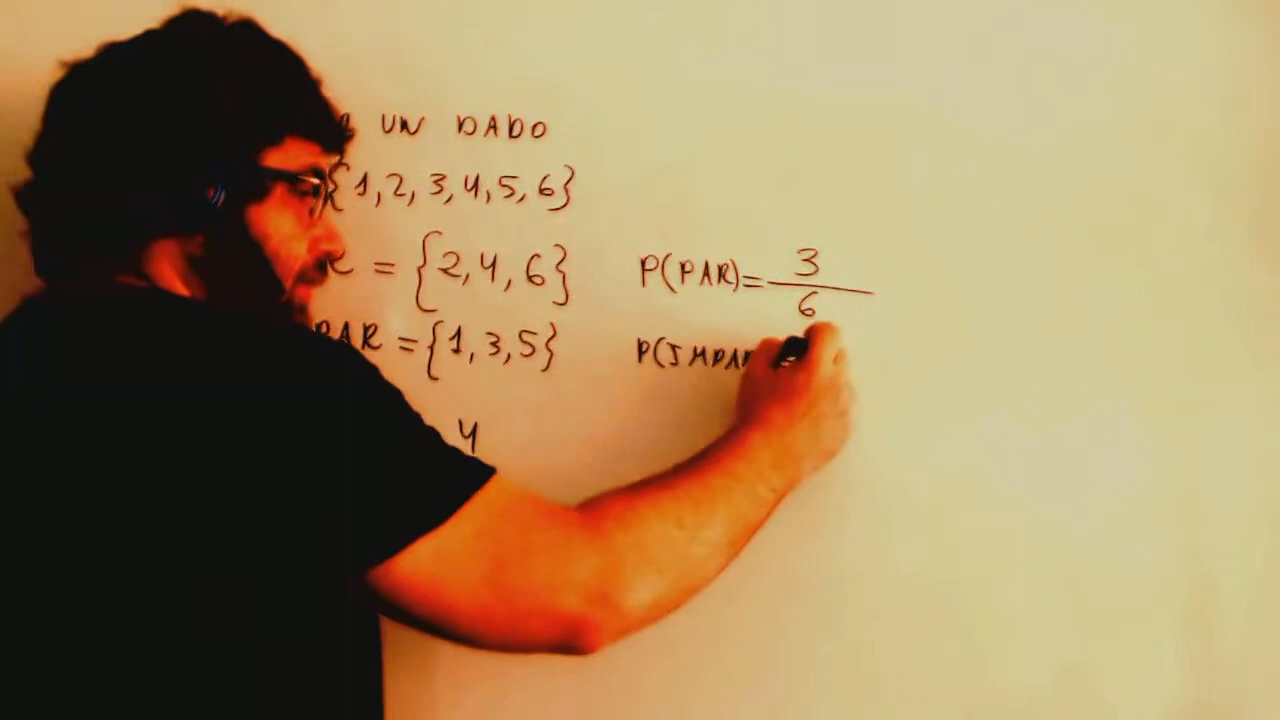 UN DADO
{1,2,3,4,5,6}
= {2,4,6} P(PAR)= 3/6
PAR = {1,3,5} P(IMPAR
4